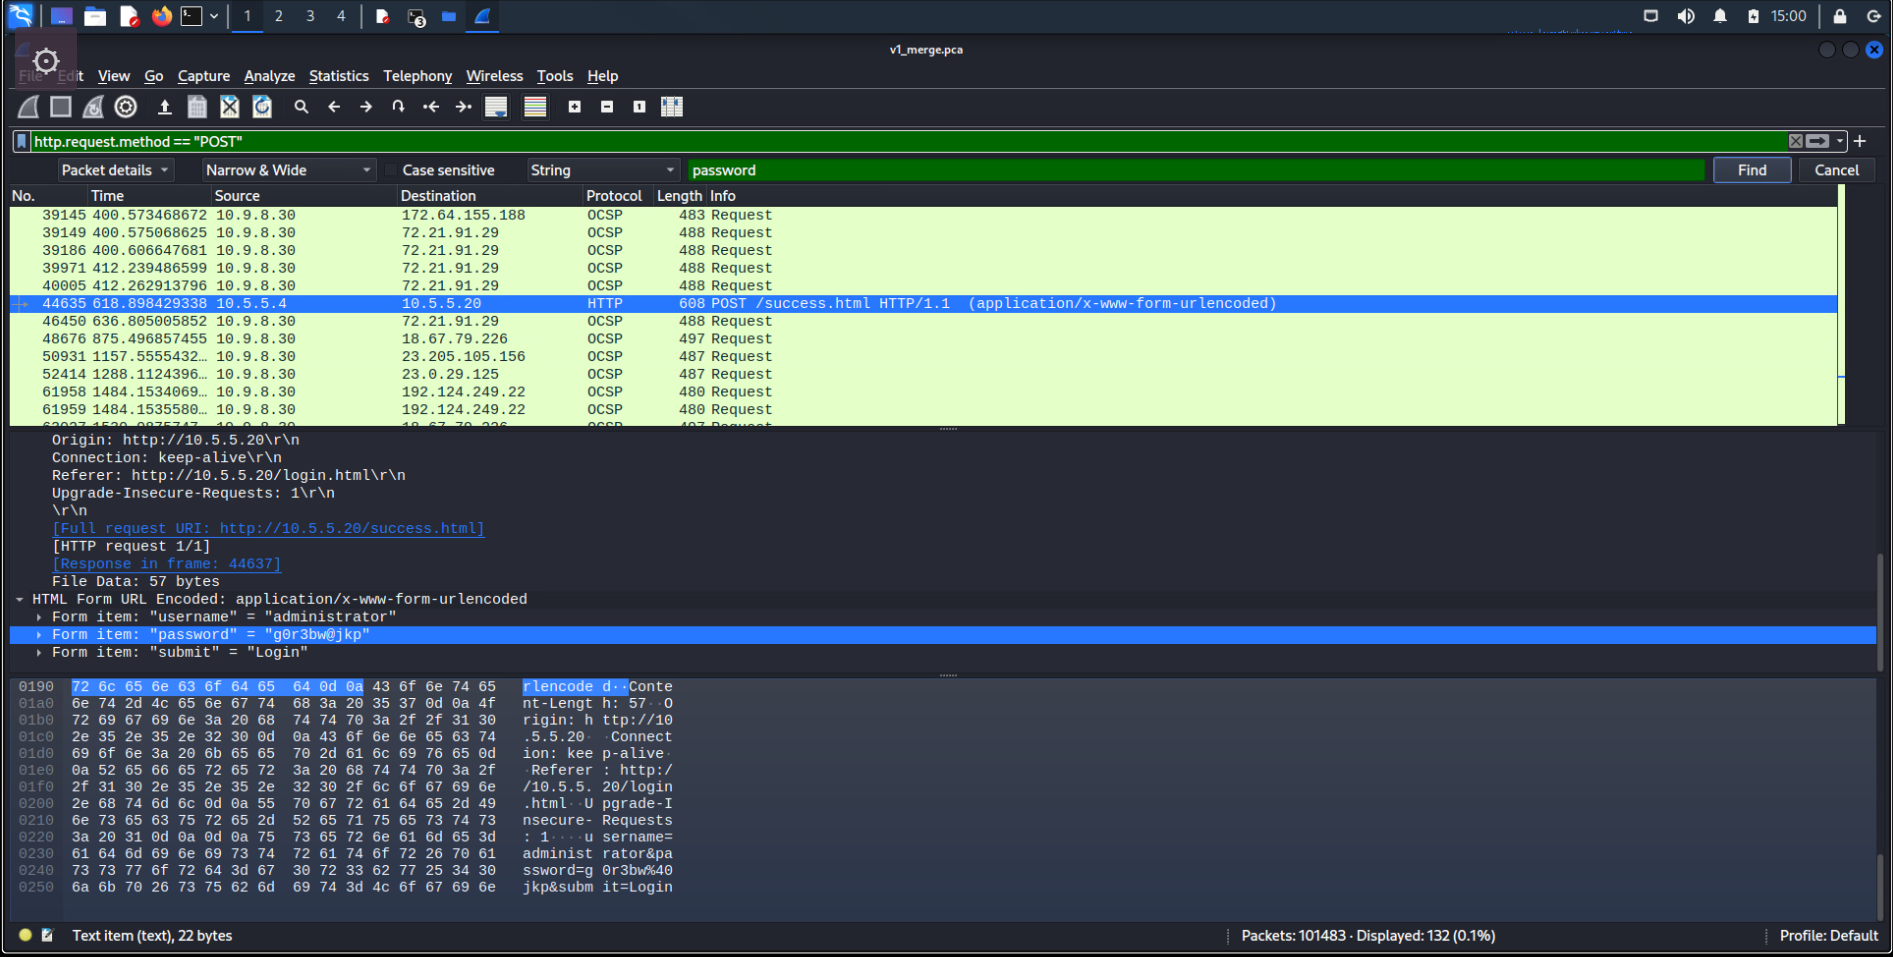 1 2 3 4 3 15:00
v1_merge.pca
File Edit View Go Capture Analyze Statistics Telephony Wireless Tools Help
http.request.method == "POST"
Packet details Narrow & Wide Case sensitive String password Find Cancel
No. Time Source Destination Protocol Length Info
39145 400.573468672 10.9.8.30 172.64.155.188 OCSP 483 Request
39149 400.575068625 10.9.8.30 72.21.91.29 OCSP 488 Request
39186 400.606647681 10.9.8.30 72.21.91.29 OCSP 488 Request
39971 412.239486599 10.9.8.30 72.21.91.29 OCSP 488 Request
40005 412.262913796 10.9.8.30 72.21.91.29 OCSP 488 Request
44635 618.898429338 10.5.5.4 10.5.5.20 HTTP 608 POST /success.html HTTP/1.1 (application/x-www-form-urlencoded)
46450 636.805005852 10.9.8.30 72.21.91.29 OCSP 488 Request
48676 875.496857455 10.9.8.30 18.67.79.226 OCSP 497 Request
50931 1157.5555432… 10.9.8.30 23.205.105.156 OCSP 487 Request
52414 1288.1124396… 10.9.8.30 23.0.29.125 OCSP 487 Request
61958 1484.1534069… 10.9.8.30 192.124.249.22 OCSP 480 Request
61959 1484.1535580… 10.9.8.30 192.124.249.22 OCSP 480 Request
Origin: http://10.5.5.20\r\n
Connection: keep-alive\r\n
Referer: http://10.5.5.20/login.html\r\n
Upgrade-Insecure-Requests: 1\r\n
\r\n
[Full request URI: http://10.5.5.20/success.html]
[HTTP request 1/1]
[Response in frame: 44637]
File Data: 57 bytes
HTML Form URL Encoded: application/x-www-form-urlencoded
Form item: "username" = "administrator"
Form item: "password" = "g0r3bw@jkp"
Form item: "submit" = "Login"
0190 72 6c 65 6e 63 6f 64 65 64 0d 0a 43 6f 6e 74 65 rlencode d··Conte
01a0 6e 74 2d 4c 65 6e 67 74 68 3a 20 35 37 0d 0a 4f nt-Lengt h: 57··O
01b0 72 69 67 69 6e 3a 20 68 74 74 70 3a 2f 2f 31 30 rigin: h ttp://10
01c0 2e 35 2e 35 2e 32 30 0d 0a 43 6f 6e 6e 65 63 74 .5.5.20· ·Connect
01d0 69 6f 6e 3a 20 6b 65 65 70 2d 61 6c 69 76 65 0d ion: kee p-alive·
01e0 0a 52 65 66 65 72 65 72 3a 20 68 74 74 70 3a 2f ·Referer : http:/
01f0 2f 31 30 2e 35 2e 35 2e 32 30 2f 6c 6f 67 69 6e /10.5.5. 20/login
0200 2e 68 74 6d 6c 0d 0a 55 70 67 72 61 64 65 2d 49 .html··U pgrade-I
0210 6e 73 65 63 75 72 65 2d 52 65 71 75 65 73 74 73 nsecure- Requests
0220 3a 20 31 0d 0a 0d 0a 75 73 65 72 6e 61 6d 65 3d : 1····u sername=
0230 61 64 6d 69 6e 69 73 74 72 61 74 6f 72 26 70 61 administ rator&pa
0240 73 73 77 6f 72 64 3d 67 30 72 33 62 77 25 34 30 ssword=g 0r3bw%40
0250 6a 6b 70 26 73 75 62 6d 69 74 3d 4c 6f 67 69 6e jkp&subm it=Login
Text item (text), 22 bytes Packets: 101483 · Displayed: 132 (0.1%) Profile: Default